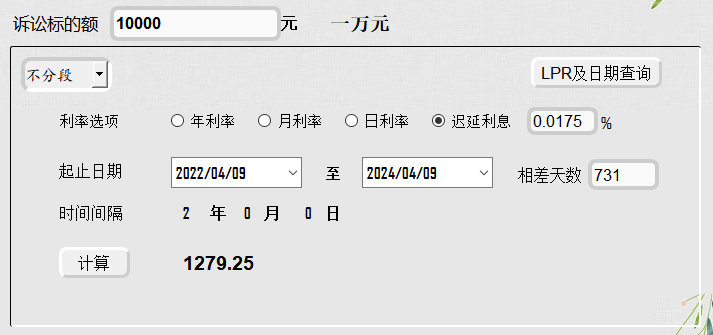 诉讼标的额 10000 元 一万元
不分段 LPR及日期查询
利率选项 年利率 月利率 日利率 迟延利息 0.0175 %
起止日期 2022/04/09 至 2024/04/09 相差天数 731
时间间隔 2 年 0 月 0 日
计算 1279.25